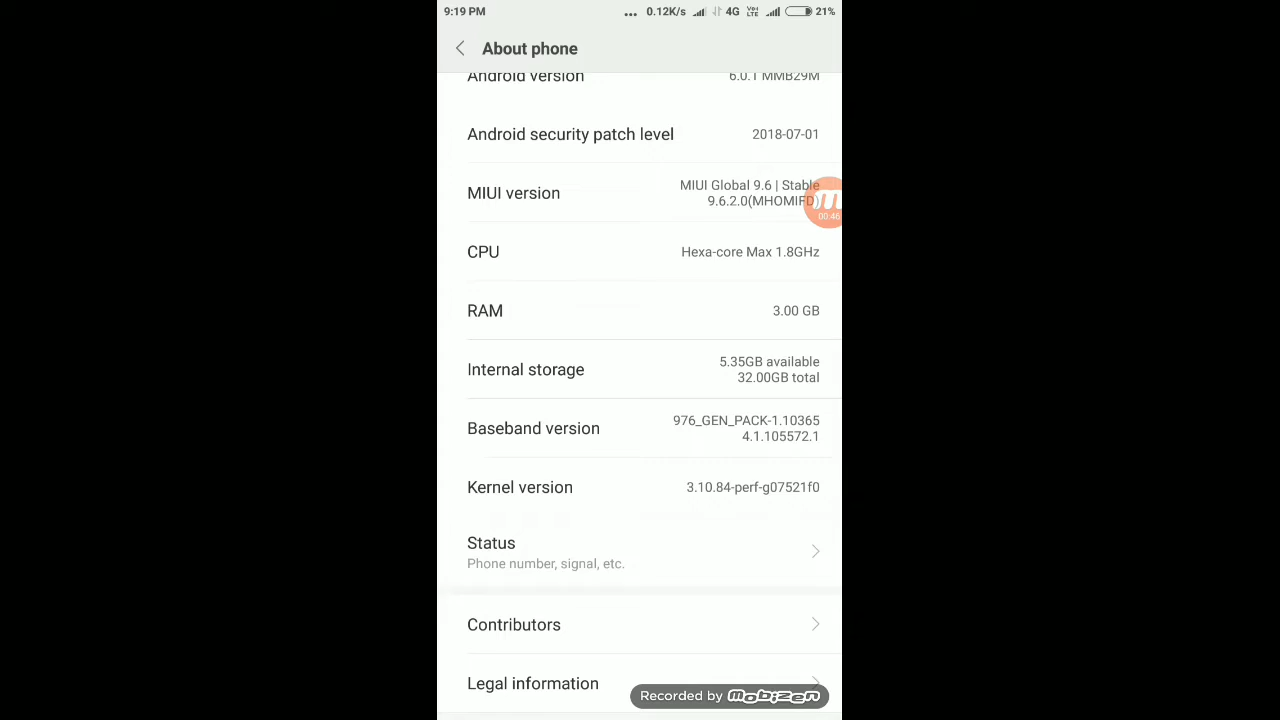 9:19 PM ... 0.12K/s 4G VoLTE 21%
About phone
Android version 6.0.1 MMB29M
Android security patch level 2018-07-01
MIUI version MIUI Global 9.6 | Stable
9.6.2.0(MHOMIFD)
00:46
CPU Hexa-core Max 1.8GHz
RAM 3.00 GB
Internal storage 5.35GB available
32.00GB total
Baseband version 976_GEN_PACK-1.10365
4.1.105572.1
Kernel version 3.10.84-perf-g07521f0
Status
Phone number, signal, etc.
Contributors
Legal information
Recorded by mobizen